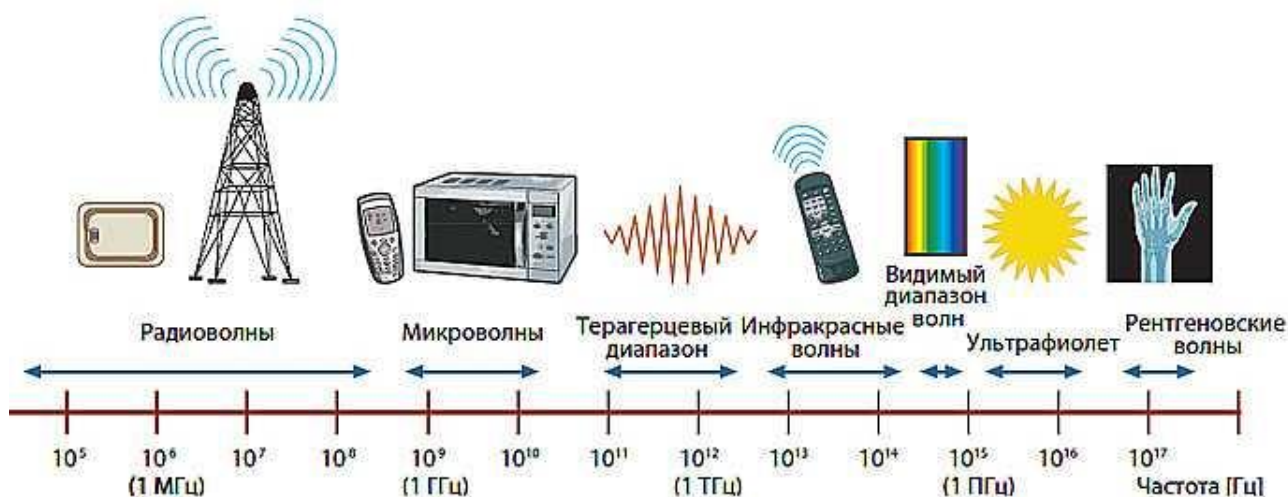 Радиоволны
Микроволны
Терагерцевый
диапазон
Инфракрасные
волны
Видимый
диапазон
волн
Ультрафиолет
Рентгеновские
волны
10⁵
10⁶
10⁷
10⁸
10⁹
10¹⁰
10¹¹
10¹²
10¹³
10¹⁴
10¹⁵
10¹⁶
10¹⁷
(1 МГц)
(1 ГГц)
(1 ТГц)
(1 ПГц)
Частота [Гц]